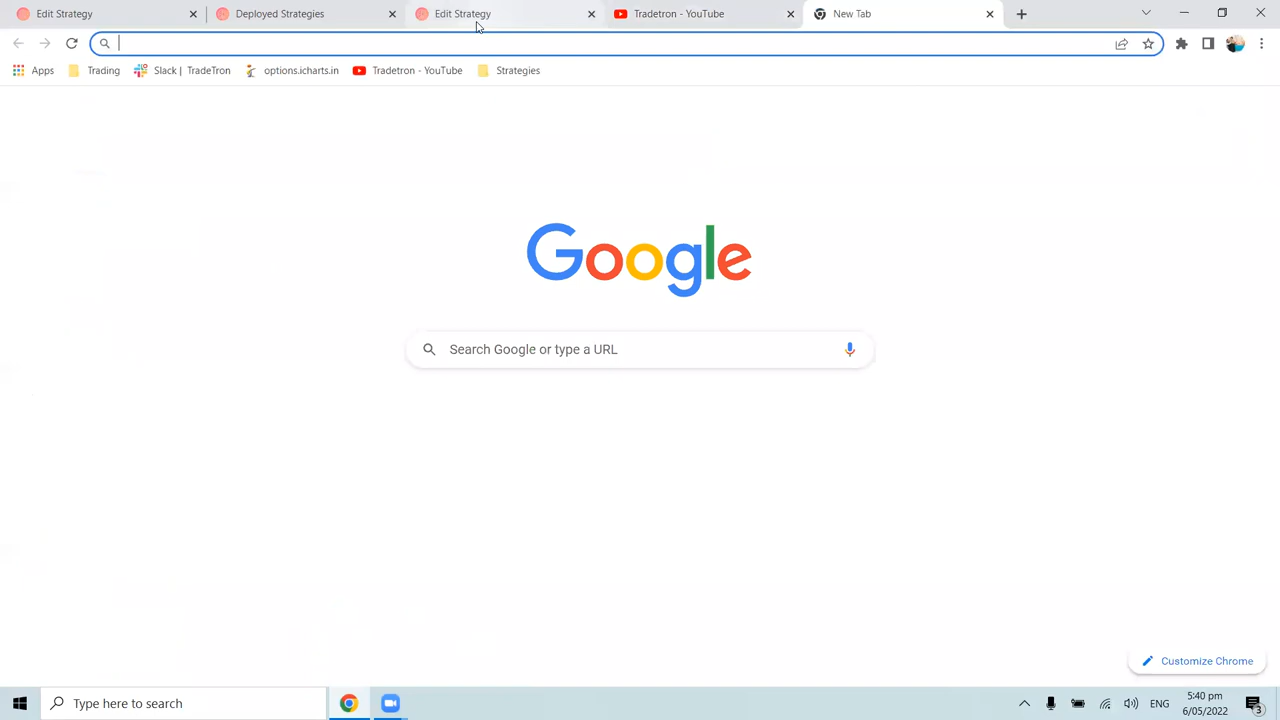 Edit Strategy
Deployed Strategies
Edit Strategy
Tradetron - YouTube
New Tab
Apps
Trading
Slack | TradeTron
options.icharts.in
Tradetron - YouTube
Strategies
Google
Search Google or type a URL
Customize Chrome
Type here to search
ENG
5:40 pm
6/05/2022
3